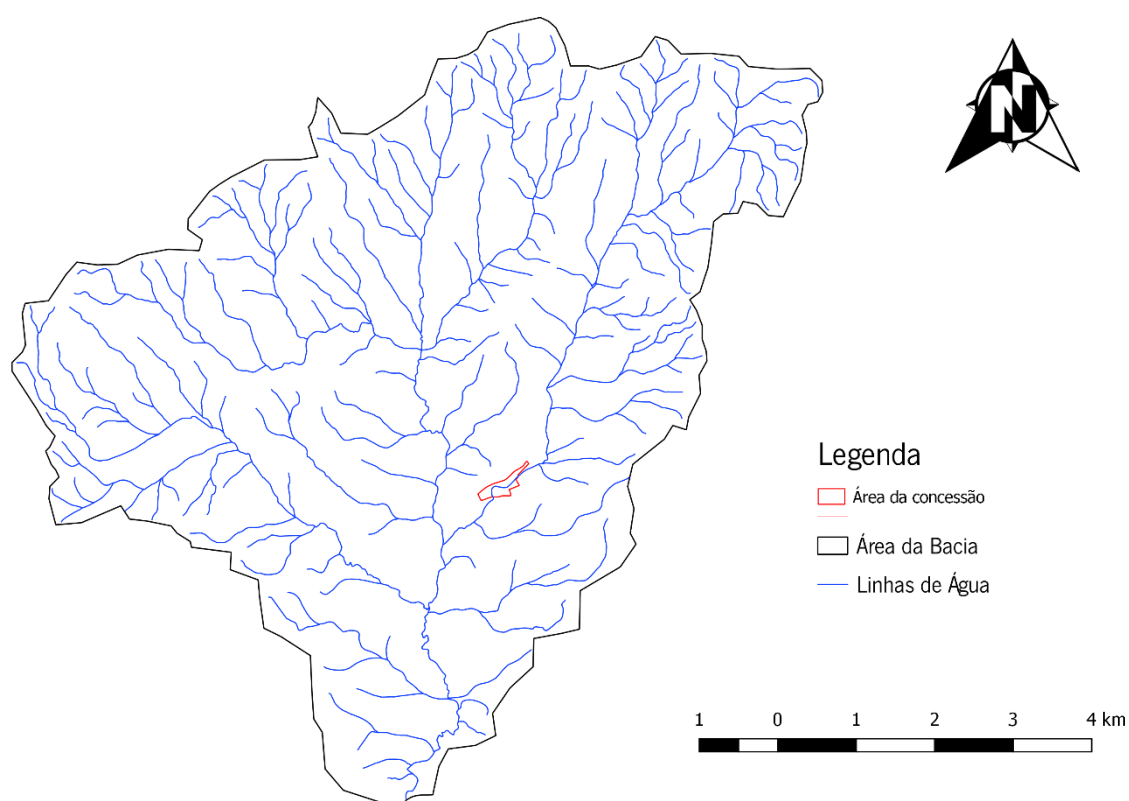 N
Legenda
Área da concessão
Área da Bacia
Linhas de Água
1 0 1 2 3 4 km